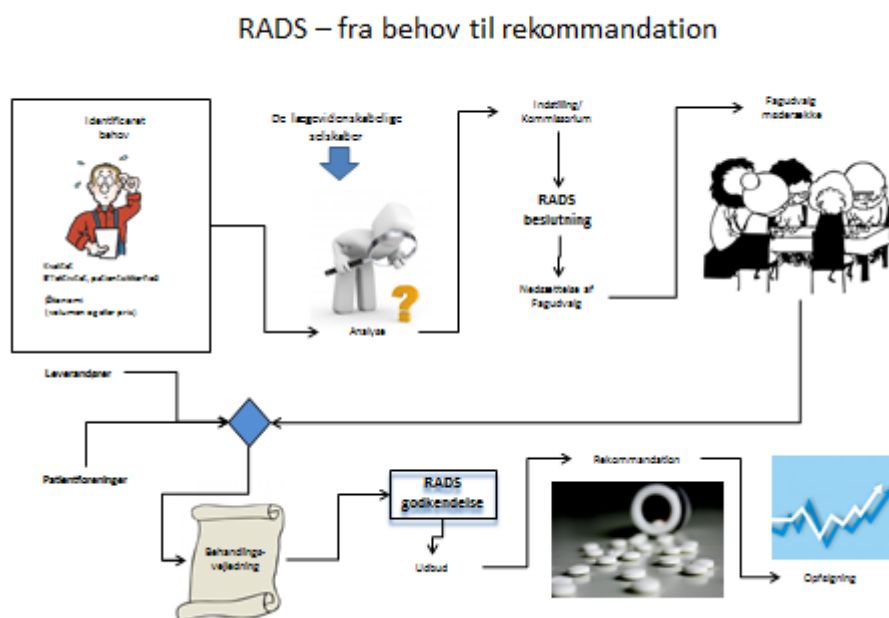 RADS – fra behov til rekommandation
Identificeret
behov
Kvalitet
Effektivitet, patientsikkerhed
Økonomi
(volumen og eller pris)
De lægevidenskabelige
selskaber
Analyse
Indstilling/
Kommissorium
RADS
beslutning
Nedsættelse af
Fagudvalg
Fagudvalg
møderække
Leverandører
Patientforeninger
Behandlings-
vejledning
RADS
godkendelse
Udbud
Rekommandation
Opfølgning